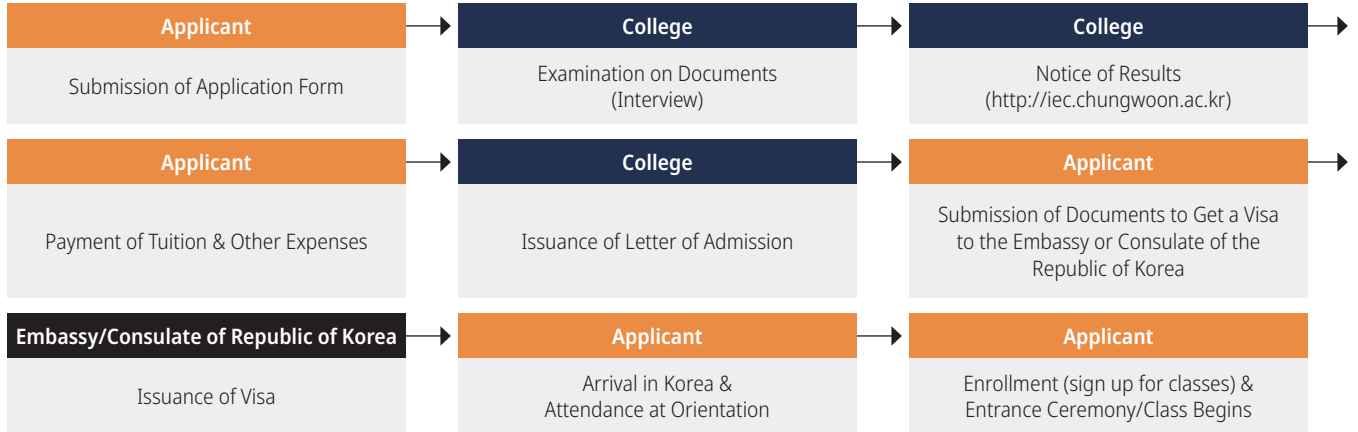 Applicant
Submission of Application Form
College
Examination on Documents
(Interview)
College
Notice of Results
(http://iec.chungwoon.ac.kr)
Applicant
Payment of Tuition & Other Expenses
College
Issuance of Letter of Admission
Applicant
Submission of Documents to Get a Visa
to the Embassy or Consulate of the
Republic of Korea
Embassy/Consulate of Republic of Korea
Issuance of Visa
Applicant
Arrival in Korea &
Attendance at Orientation
Applicant
Enrollment (sign up for classes) &
Entrance Ceremony/Class Begins